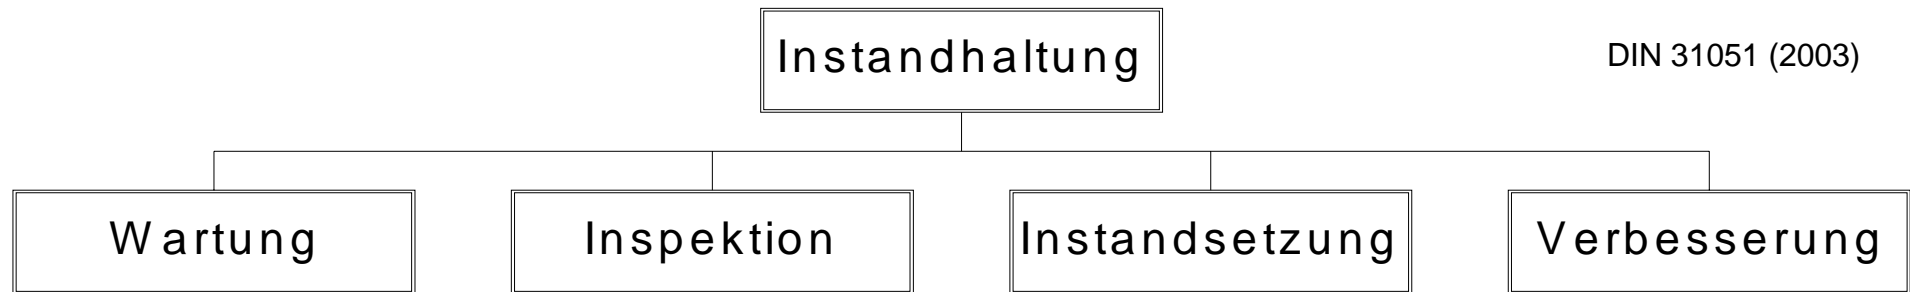 Instandhaltung
DIN 31051 (2003)
Wartung
Inspektion
Instandsetzung
Verbesserung